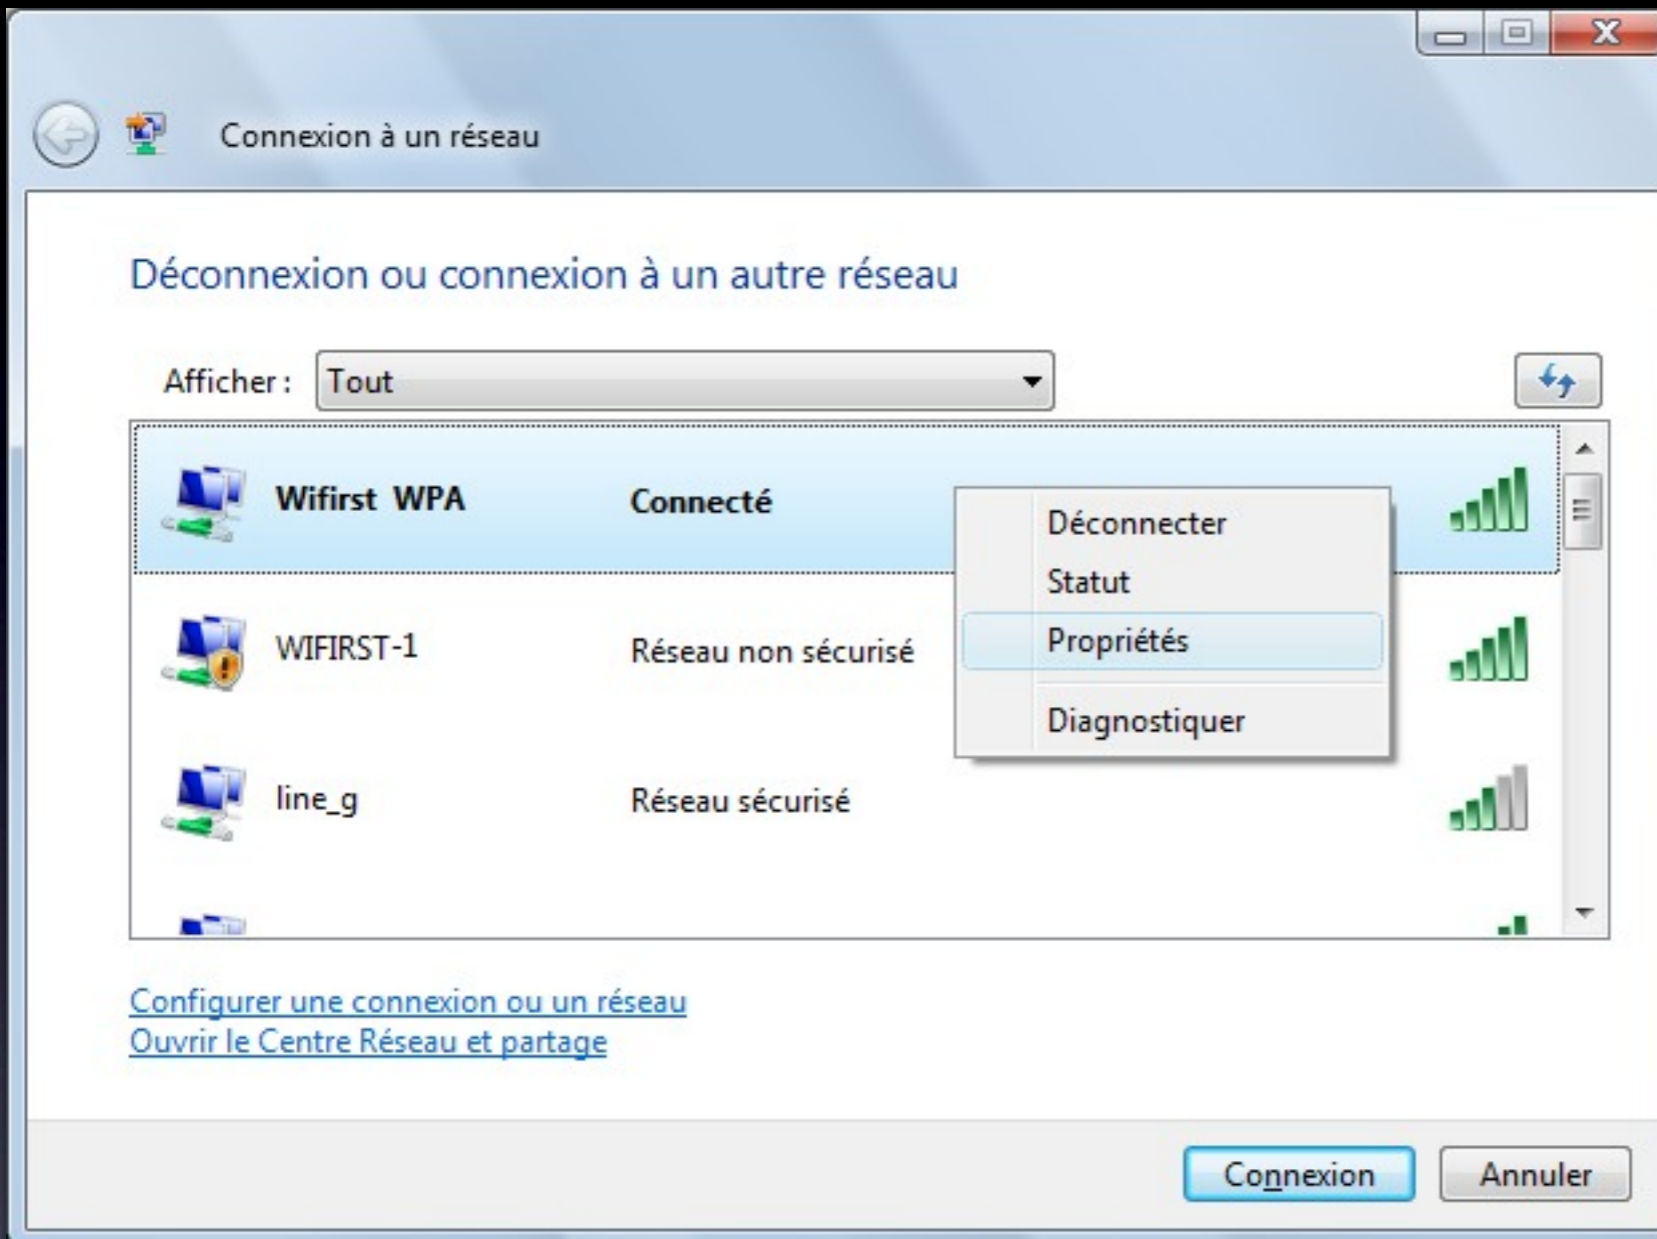 Connexion à un réseau
Déconnexion ou connexion à un autre réseau
Afficher : Tout
Wifirst WPA Connecté
Déconnecter
Statut
WIFIRST-1 Réseau non sécurisé
Propriétés
Diagnostiquer
line_g Réseau sécurisé
Configurer une connexion ou un réseau
Ouvrir le Centre Réseau et partage
Connexion Annuler